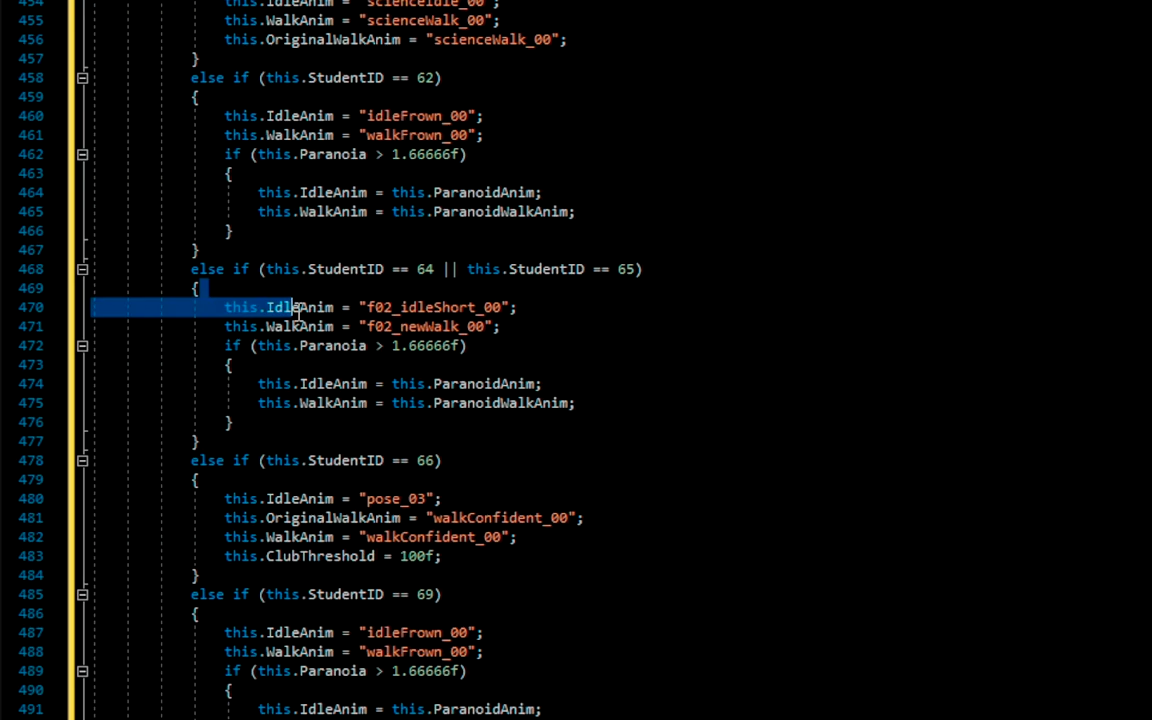 454 this.IdleAnim = "scienceIdle_00";
455 this.WalkAnim = "scienceWalk_00";
456 this.OriginalWalkAnim = "scienceWalk_00";
457 }
458 else if (this.StudentID == 62)
459 {
460 this.IdleAnim = "idleFrown_00";
461 this.WalkAnim = "walkFrown_00";
462 if (this.Paranoia > 1.66666f)
463 {
464 this.IdleAnim = this.ParanoidAnim;
465 this.WalkAnim = this.ParanoidWalkAnim;
466 }
467 }
468 else if (this.StudentID == 64 || this.StudentID == 65)
469 {
470 this.IdleAnim = "f02_idleShort_00";
471 this.WalkAnim = "f02_newWalk_00";
472 if (this.Paranoia > 1.66666f)
473 {
474 this.IdleAnim = this.ParanoidAnim;
475 this.WalkAnim = this.ParanoidWalkAnim;
476 }
477 }
478 else if (this.StudentID == 66)
479 {
480 this.IdleAnim = "pose_03";
481 this.OriginalWalkAnim = "walkConfident_00";
482 this.WalkAnim = "walkConfident_00";
483 this.ClubThreshold = 100f;
484 }
485 else if (this.StudentID == 69)
486 {
487 this.IdleAnim = "idleFrown_00";
488 this.WalkAnim = "walkFrown_00";
489 if (this.Paranoia > 1.66666f)
490 {
491 this.IdleAnim = this.ParanoidAnim;